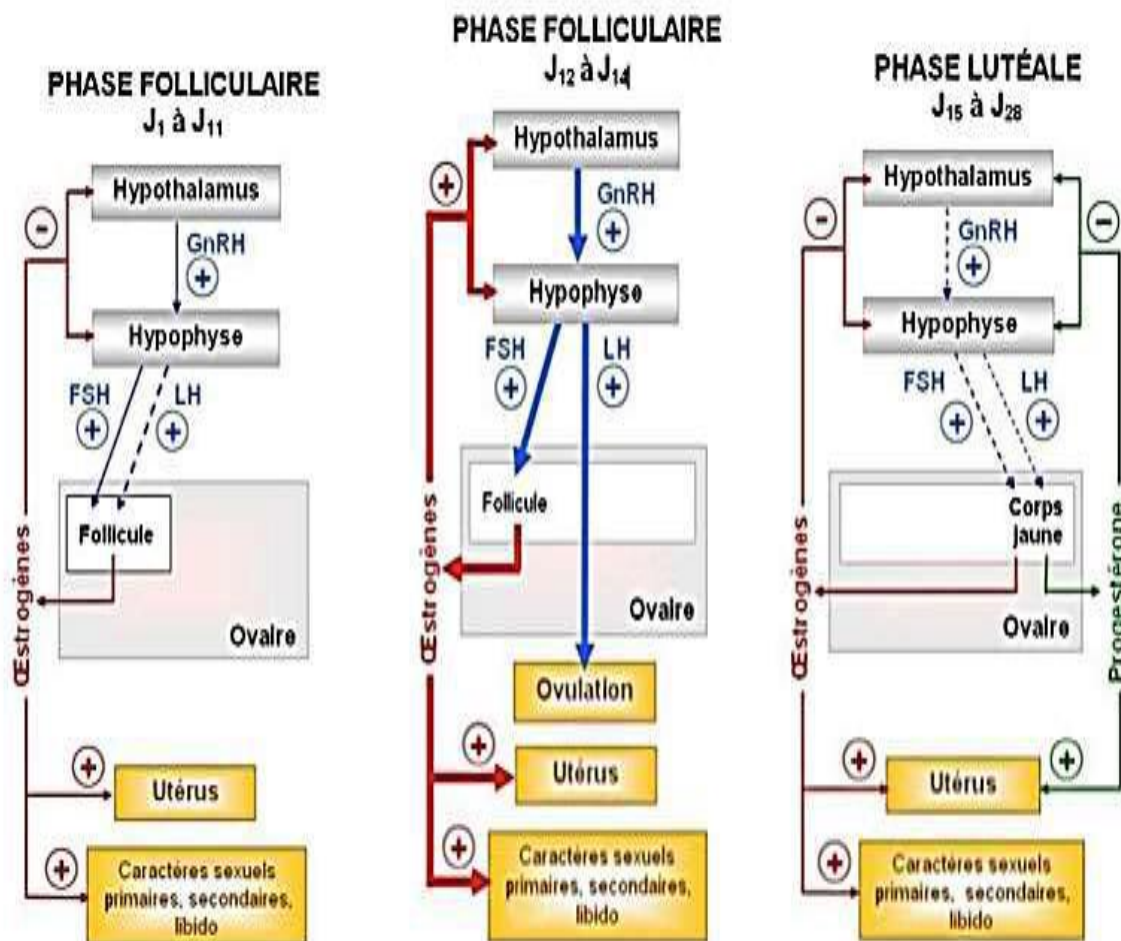 PHASE FOLLICULAIRE
J₁ à J₁₁
Hypothalamus
-
GnRH
+
Hypophyse
FSH
+
LH
+
Follicule
Ovaire
Œstrogènes
+
Utérus
+
Caractères sexuels
primaires, secondaires,
libido
PHASE FOLLICULAIRE
J₁₂ à J₁₄
Hypothalamus
+
GnRH
+
Hypophyse
FSH
+
LH
+
Follicule
Ovaire
Œstrogènes
Ovulation
+
Utérus
+
Caractères sexuels
primaires, secondaires,
libido
PHASE LUTÉALE
J₁₅ à J₂₈
Hypothalamus
-
-
GnRH
+
Hypophyse
FSH
+
LH
+
Corps
jaune
Ovaire
Œstrogènes
Progestérone
+
Utérus
+
+
Caractères sexuels
primaires, secondaires,
libido